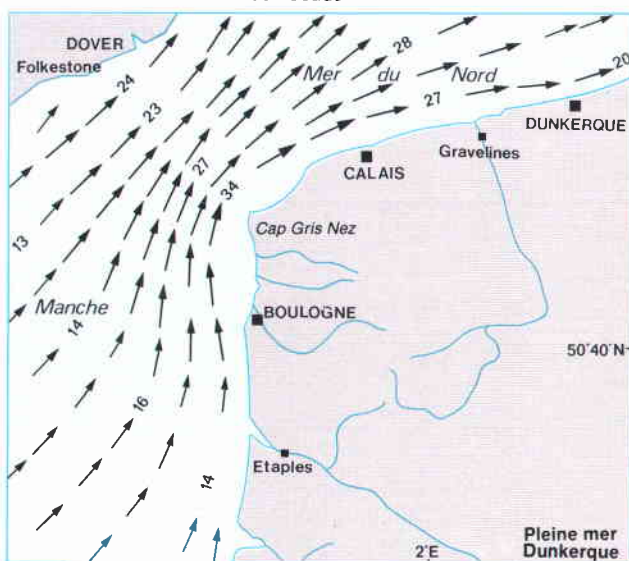 DOVER
Folkestone
24
23
28
Mer du Nord
27
20
DUNKERQUE
Gravelines
CALAIS
27
34
Cap Gris Nez
13
Manche
14
BOULOGNE
50°40'N
16
Etaples
14
2°E
Pleine mer
Dunkerque